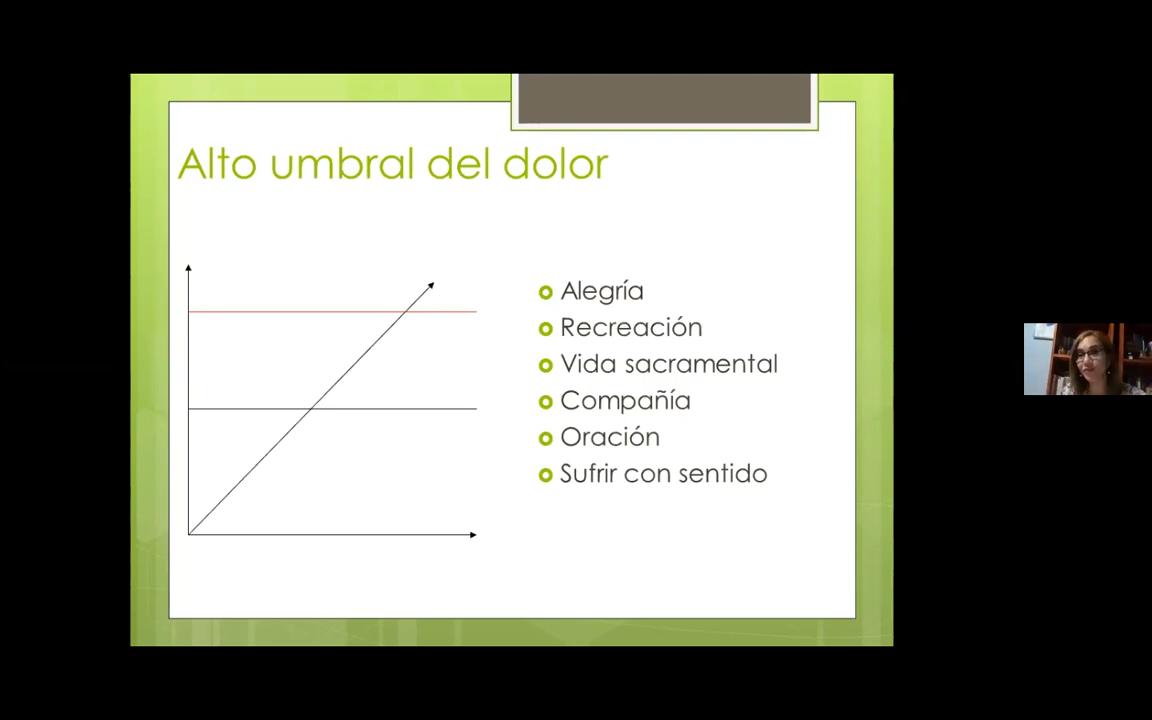 Alto umbral del dolor
Alegría
Recreación
Vida sacramental
Compañía
Oración
Sufrir con sentido